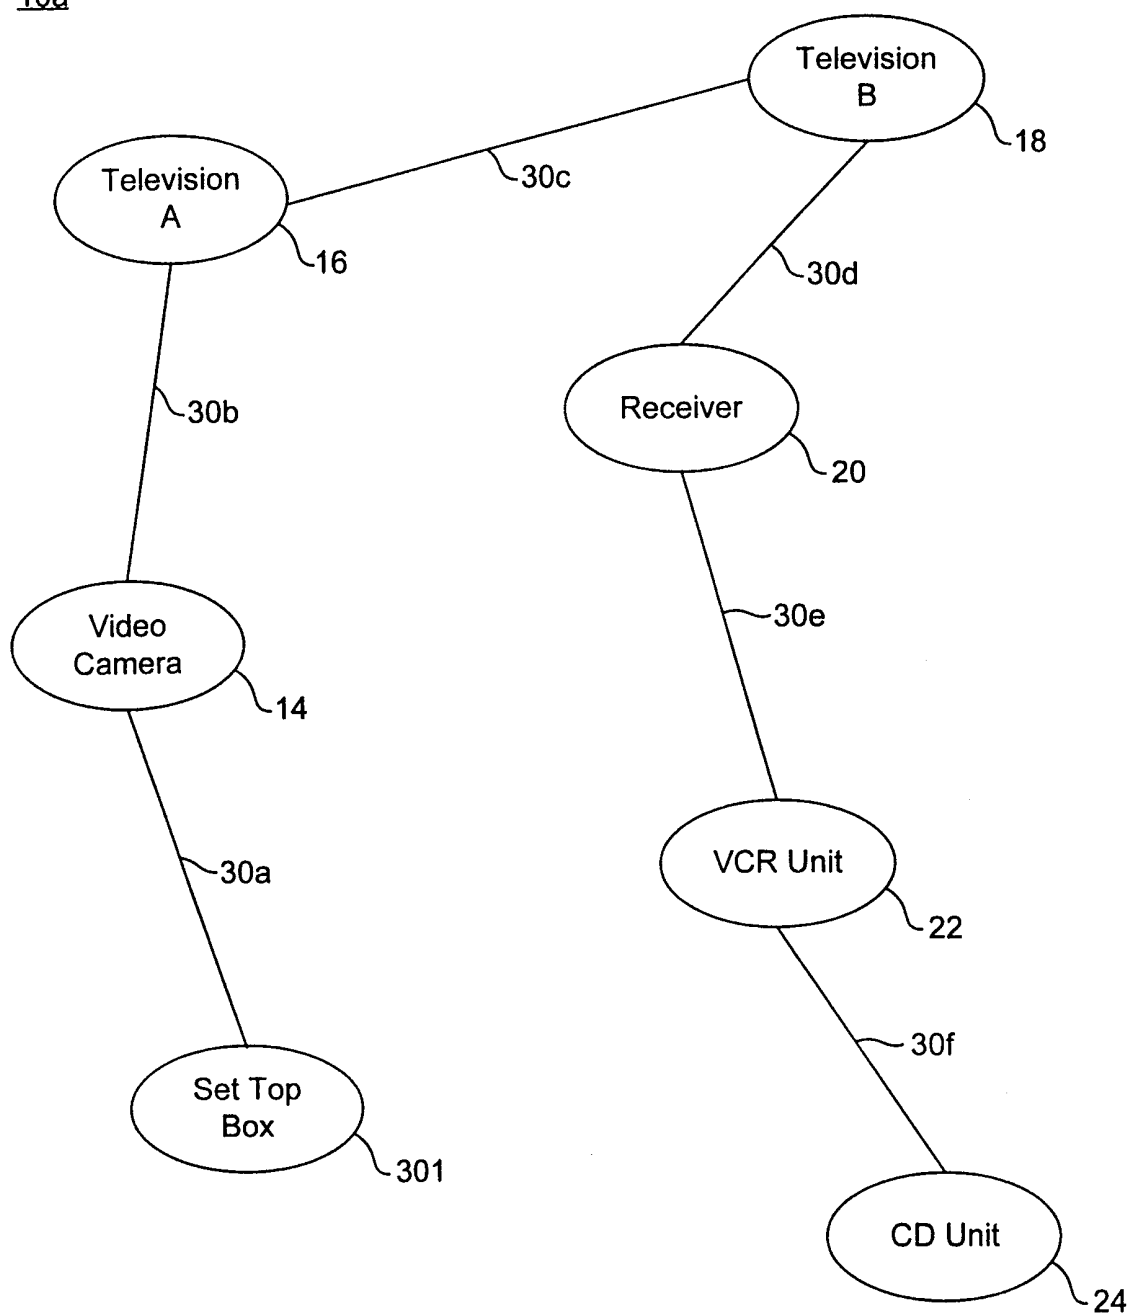 10a
Television
B
18
30c
Television
A
16
30d
30b
Receiver
20
30e
Video
Camera
14
VCR Unit
22
30a
30f
Set Top
Box
301
CD Unit
24